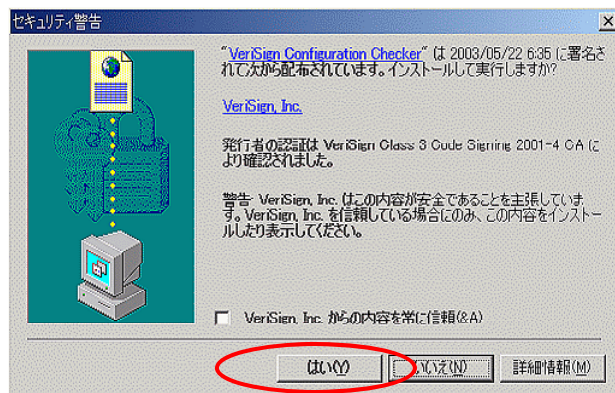 セキュリティ警告
"VeriSign Configuration Checker" は 2003/05/22 6:35 に署名さ
れて次から配布されています。インストールして実行しますか?
VeriSign, Inc.
発行者の認証は VeriSign Class 3 Code Signing 2001-4 CA に
より確認されました。
警告: VeriSign, Inc. はこの内容が安全であることを主張していま
す。VeriSign, Inc. を信頼している場合にのみ、この内容をインストー
ルしたり表示してください。
VeriSign, Inc. からの内容を常に信頼(&A)
はい(Y)
いいえ(N)
詳細情報(M)